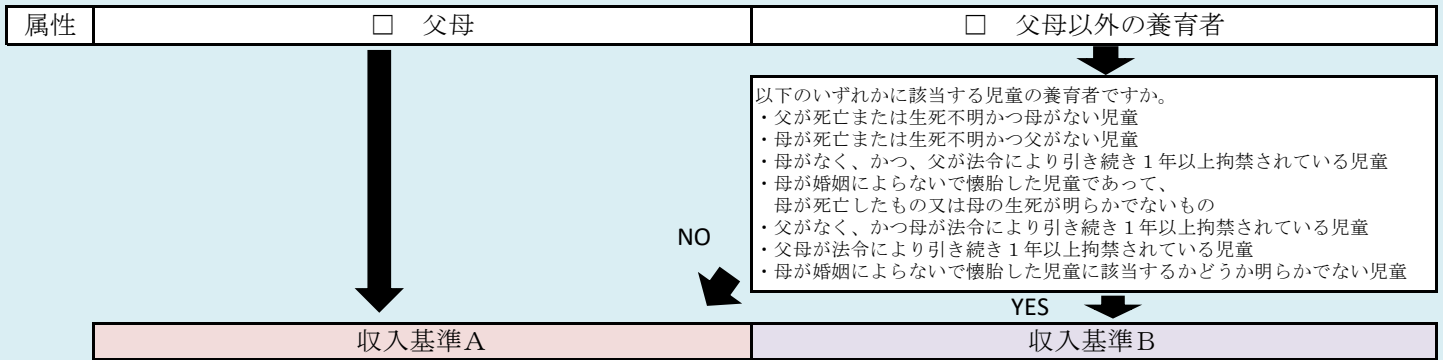 属性
□ 父母
□ 父母以外の養育者
以下のいずれかに該当する児童の養育者ですか。
・父が死亡または生死不明かつ母がない児童
・母が死亡または生死不明かつ父がない児童
・母がなく、かつ、父が法令により引き続き１年以上拘禁されている児童
・母が婚姻によらないで懐胎した児童であって、
母が死亡したもの又は母の生死が明らかでないもの
・父がなく、かつ母が法令により引き続き１年以上拘禁されている児童
・父母が法令により引き続き１年以上拘禁されている児童
・母が婚姻によらないで懐胎した児童に該当するかどうか明らかでない児童
NO
YES
収入基準Ａ
収入基準Ｂ